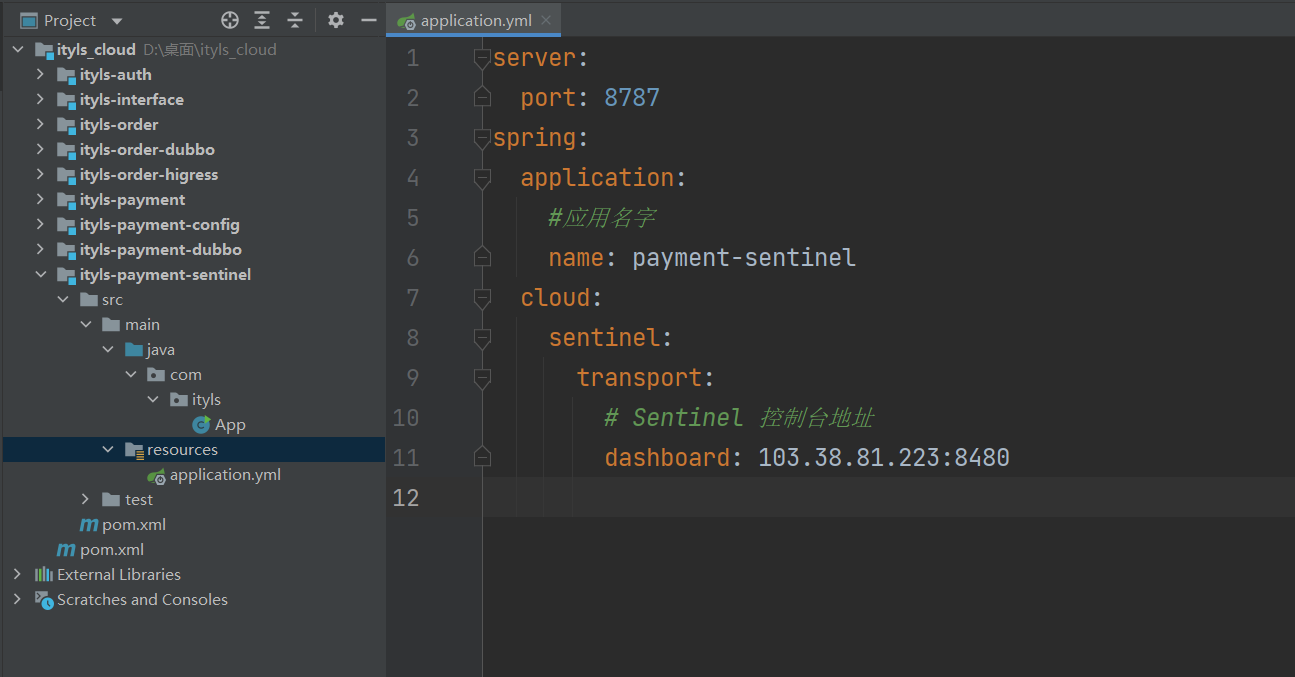 Project
ityls_cloud D:\桌面\ityls_cloud
ityls-auth
ityls-interface
ityls-order
ityls-order-dubbo
ityls-order-higress
ityls-payment
ityls-payment-config
ityls-payment-dubbo
ityls-payment-sentinel
src
main
java
com
ityls
App
resources
application.yml
test
pom.xml
pom.xml
External Libraries
Scratches and Consoles
application.yml
1 server:
2 port: 8787
3 spring:
4 application:
5 #应用名字
6 name: payment-sentinel
7 cloud:
8 sentinel:
9 transport:
10 # Sentinel 控制台地址
11 dashboard: 103.38.81.223:8480
12